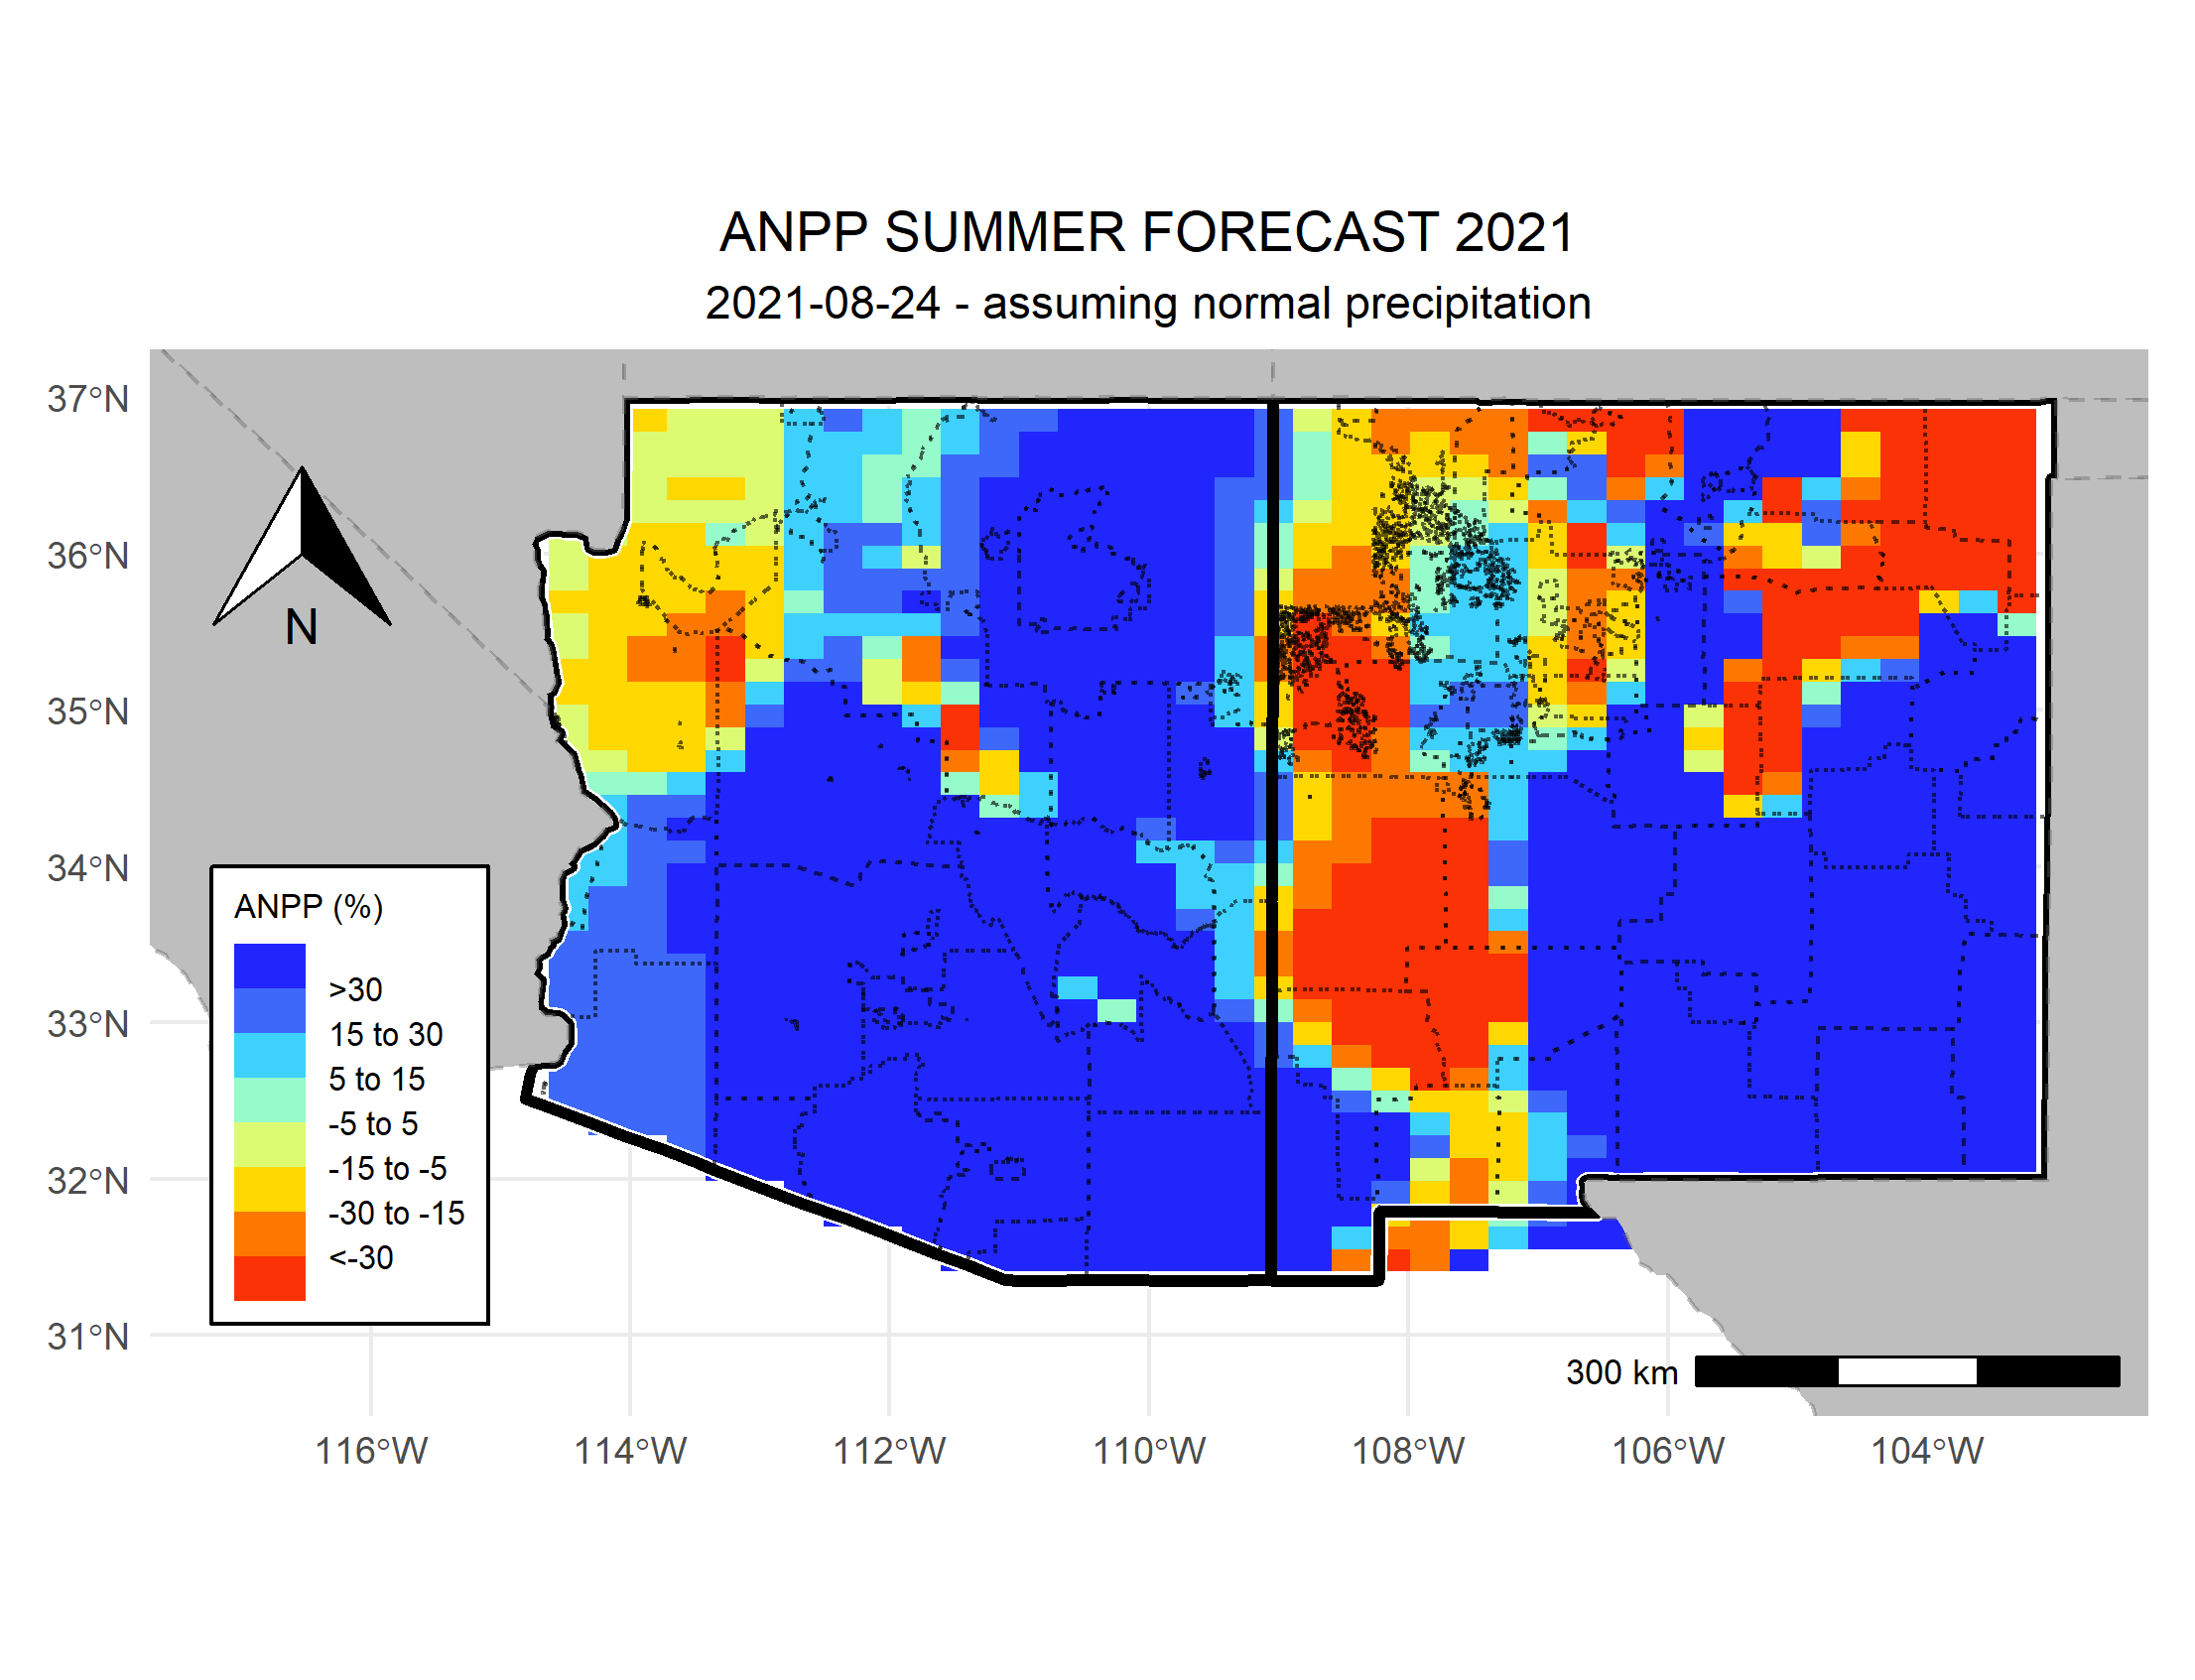 ANPP SUMMER FORECAST 2021
2021-08-24 - assuming normal precipitation
37°N
36°N
35°N
34°N
33°N
32°N
31°N
N
ANPP (%)
>30
15 to 30
5 to 15
-5 to 5
-15 to -5
-30 to -15
<-30
300 km
116°W
114°W
112°W
110°W
108°W
106°W
104°W